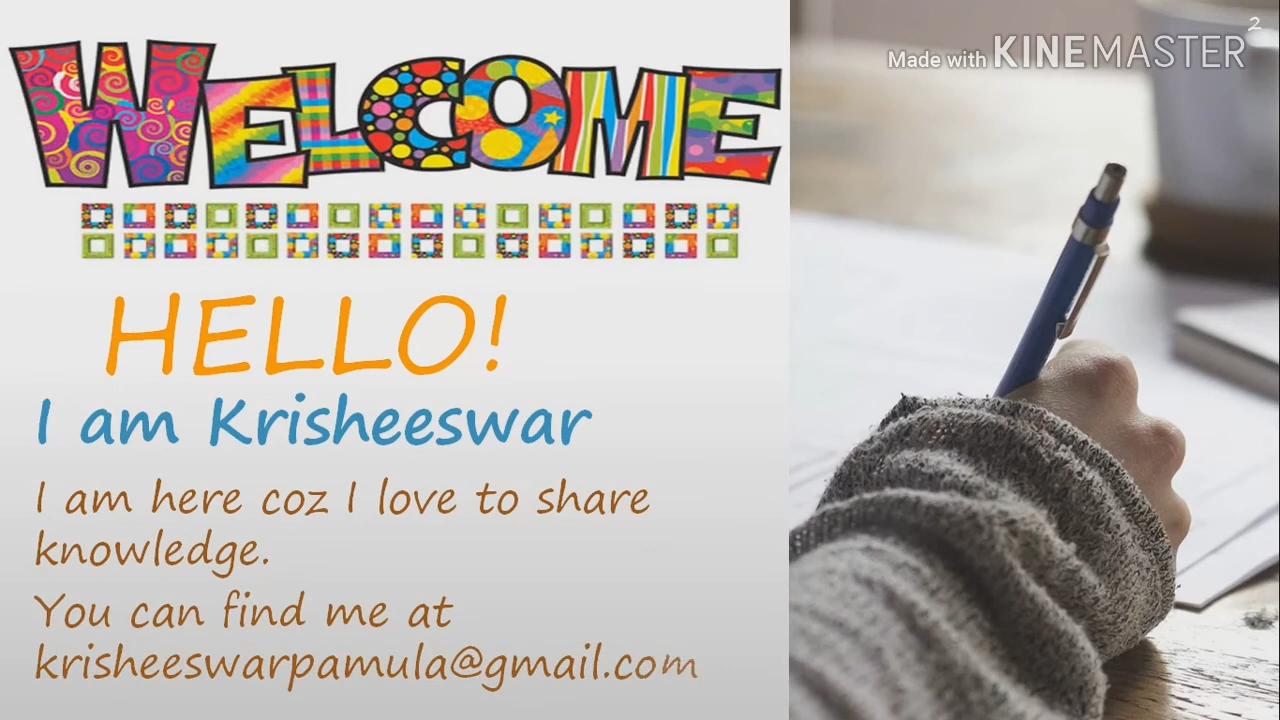 2
Made with KINEMASTER
WELCOME
HELLO!
I am Krisheeswar
I am here coz I love to share
knowledge.
You can find me at
krisheeswarpamula@gmail.com